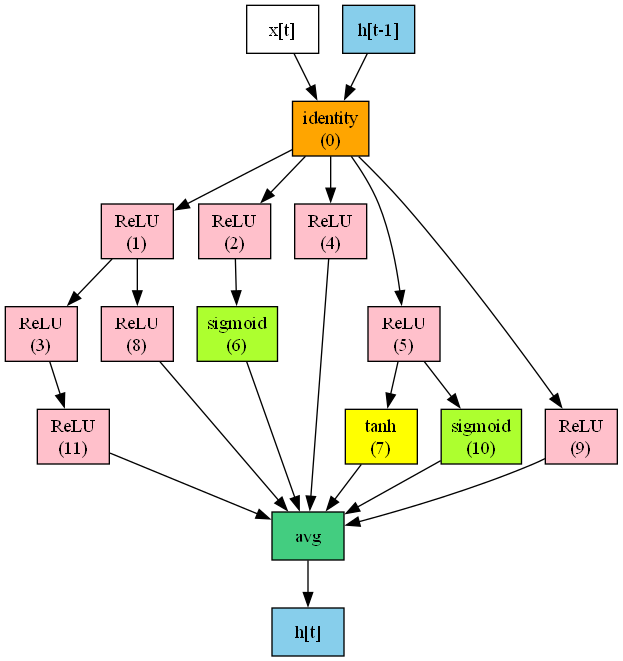 x[t]
h[t-1]
identity
(0)
ReLU
(1)
ReLU
(2)
ReLU
(4)
ReLU
(3)
ReLU
(8)
sigmoid
(6)
ReLU
(5)
ReLU
(11)
tanh
(7)
sigmoid
(10)
ReLU
(9)
avg
h[t]